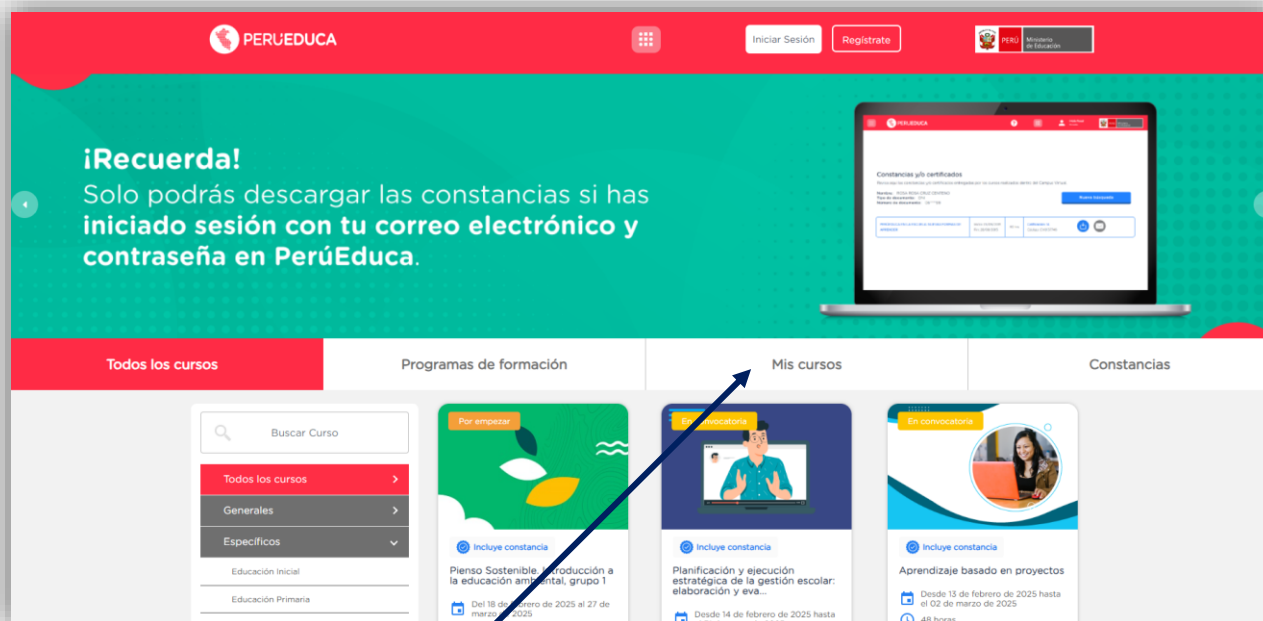 PERÚEDUCA
Iniciar Sesión
Regístrate
PERÚ
Ministerio
de Educación
¡Recuerda!
Solo podrás descargar las constancias si has
iniciado sesión con tu correo electrónico y
contraseña en PerúEduca.
PERÚEDUCA
Constancias y/o certificados
Nueva búsqueda
Todos los cursos
Programas de formación
Mis cursos
Constancias
Buscar Curso
Todos los cursos
Generales
Específicos
Educación Inicial
Educación Primaria
Por empezar
Incluye constancia
Pienso Sostenible. Introducción a
la educación ambiental, grupo 1
Del 18 de febrero de 2025 al 27 de
marzo de 2025
En convocatoria
Incluye constancia
Planificación y ejecución
estratégica de la gestión escolar:
elaboración y eva...
Desde 14 de febrero de 2025 hasta
En convocatoria
Incluye constancia
Aprendizaje basado en proyectos
Desde 13 de febrero de 2025 hasta
el 02 de marzo de 2025
48 horas